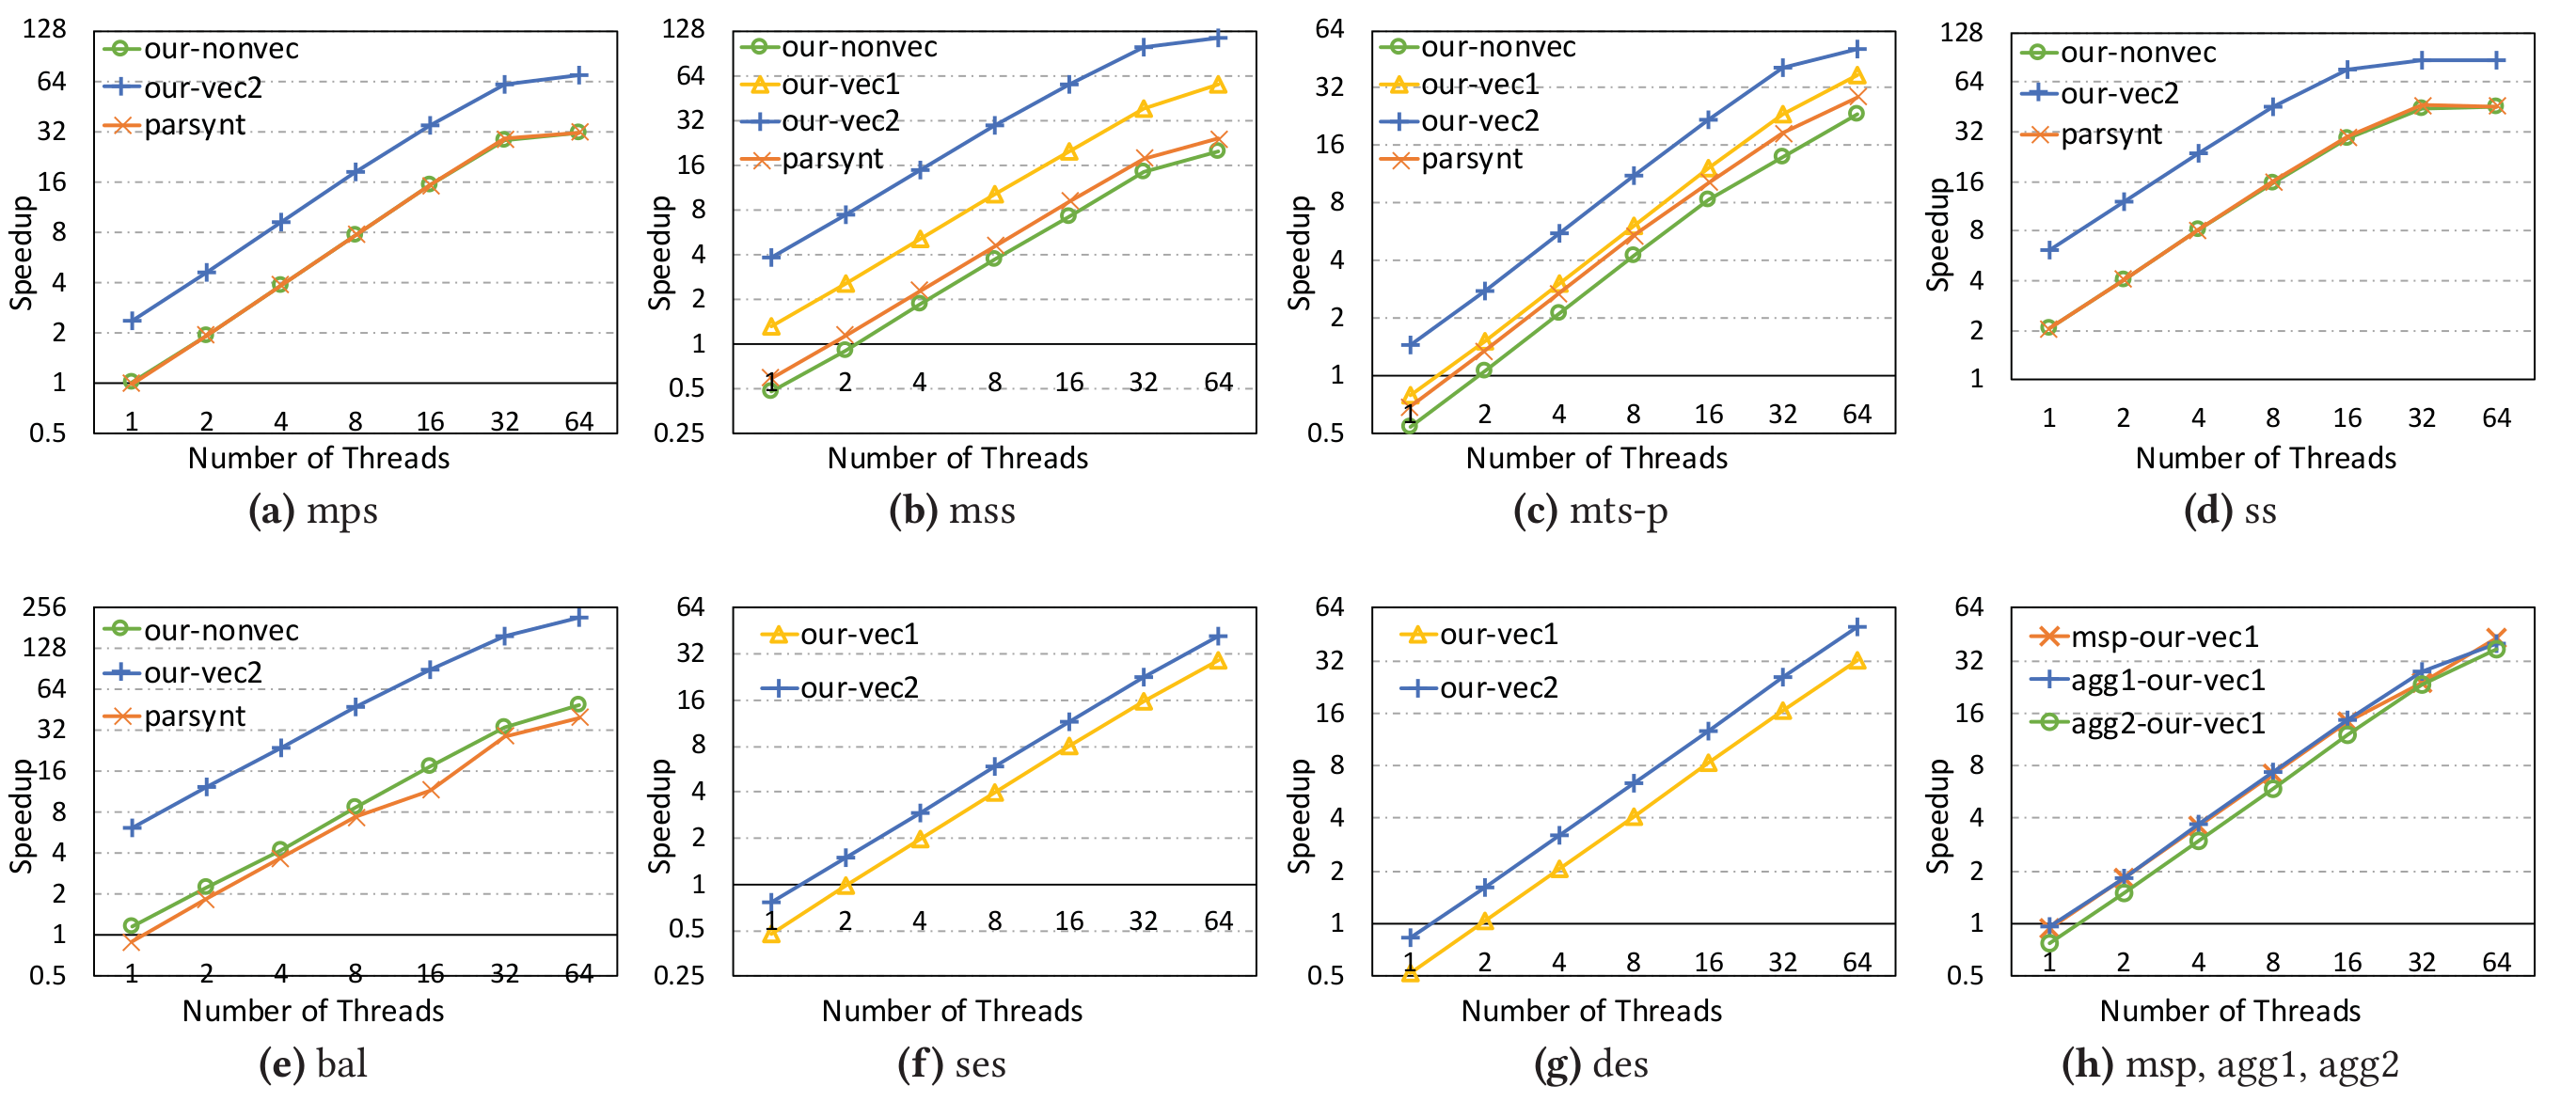 128
64
32
16
8
4
2
1
0.5
Speedup
our-nonvec
our-vec2
parsynt
1 2 4 8 16 32 64
Number of Threads
(a) mps
128
64
32
16
8
4
2
1
0.5
0.25
Speedup
our-nonvec
our-vec1
our-vec2
parsynt
1 2 4 8 16 32 64
Number of Threads
(b) mss
64
32
16
8
4
2
1
0.5
Speedup
our-nonvec
our-vec1
our-vec2
parsynt
1 2 4 8 16 32 64
Number of Threads
(c) mts-p
128
64
32
16
8
4
2
1
Speedup
our-nonvec
our-vec2
parsynt
1 2 4 8 16 32 64
Number of Threads
(d) ss
256
128
64
32
16
8
4
2
1
0.5
Speedup
our-nonvec
our-vec2
parsynt
1 2 4 8 16 32 64
Number of Threads
(e) bal
64
32
16
8
4
2
1
0.5
0.25
Speedup
our-vec1
our-vec2
1 2 4 8 16 32 64
Number of Threads
(f) ses
64
32
16
8
4
2
1
0.5
Speedup
our-vec1
our-vec2
1 2 4 8 16 32 64
Number of Threads
(g) des
64
32
16
8
4
2
1
0.5
Speedup
msp-our-vec1
agg1-our-vec1
agg2-our-vec1
1 2 4 8 16 32 64
Number of Threads
(h) msp, agg1, agg2